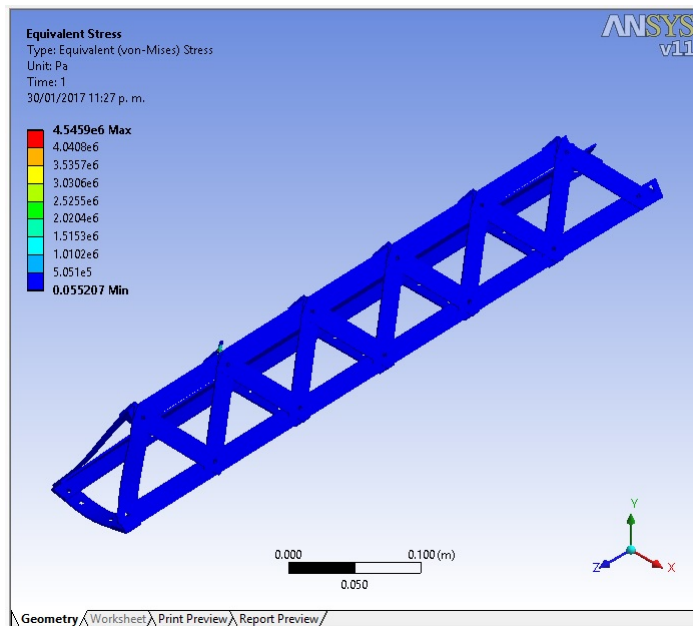 Equivalent Stress
Type: Equivalent (von-Mises) Stress
Unit: Pa
Time: 1
30/01/2017 11:27 p. m.
ANSYS
v11
4.5459e6 Max
4.0408e6
3.5357e6
3.0306e6
2.5255e6
2.0204e6
1.5153e6
1.0102e6
5.051e5
0.055207 Min
0.000
0.100 (m)
0.050
Y
Z
X
Geometry Worksheet Print Preview Report Preview